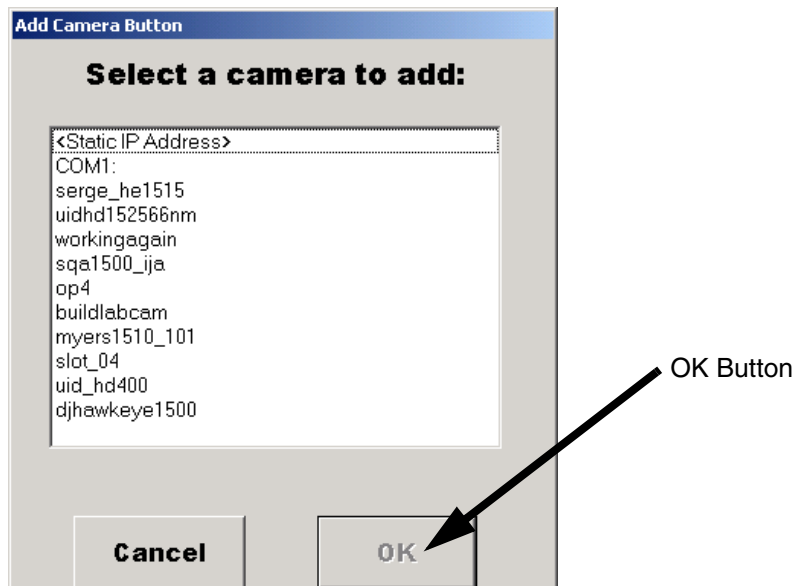 Add Camera Button
Select a camera to add:
<Static IP Address>
COM1:
serge_he1515
uidhd152566nm
workingagain
sqa1500_ija
op4
buildlabcam
myers1510_101
slot_04
uid_hd400
djhawkeye1500
OK Button
Cancel
OK